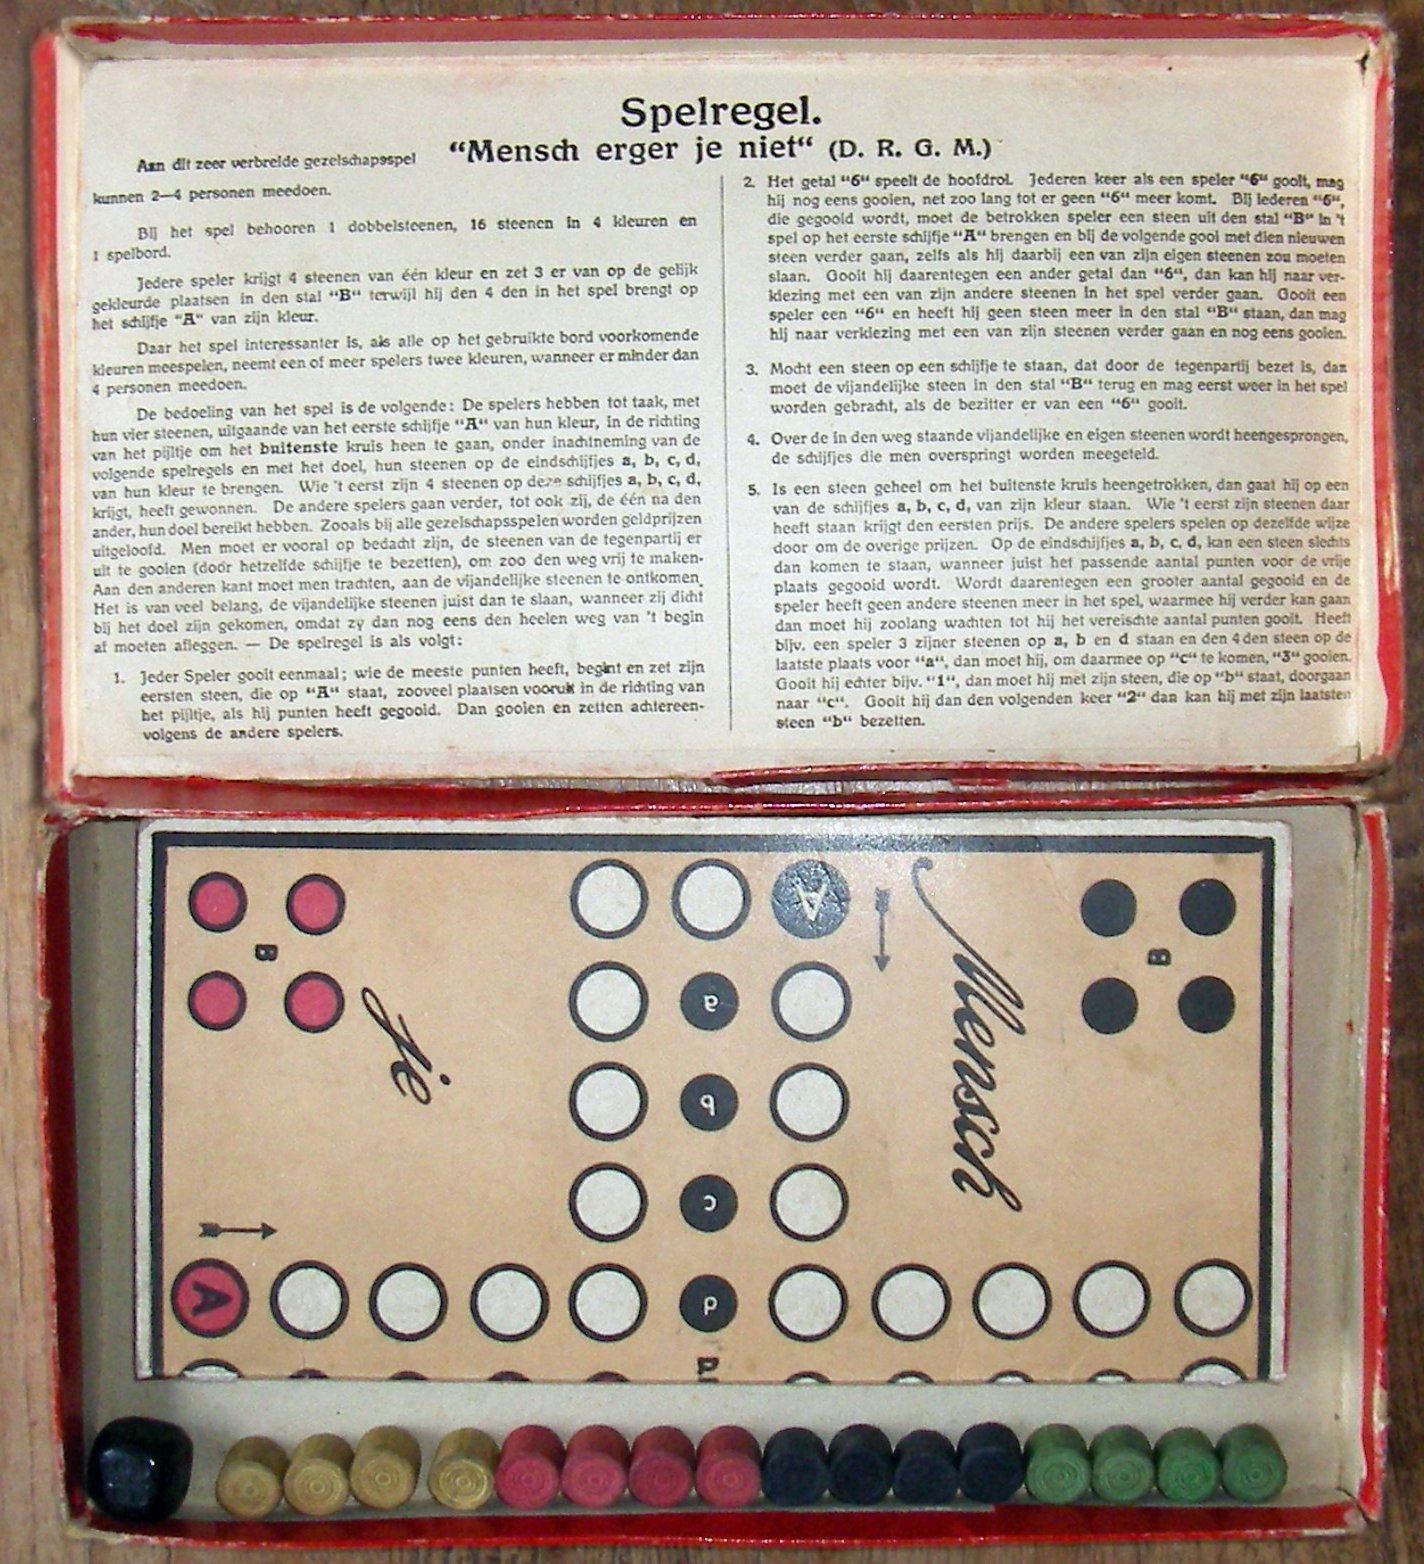 Spelregel.
“Mensch erger je niet“ (D. R. G. M.)
Aan dit zeer verbreide gezelschapsspel
kunnen 2—4 personen meedoen.
Bij het spel behooren 1 dobbelsteenen, 16 steenen in 4 kleuren en
1 spelbord.
Jedere speler krijgt 4 steenen van één kleur en zet 3 er van op de gelijk
gekleurde plaatsen in den stal “B“ terwijl hij den 4 den in het spel brengt op
het schijfje “A“ van zijn kleur.
Daar het spel interessanter is, als alle op het gebruikte bord voorkomende
kleuren meespelen, neemt een of meer spelers twee kleuren, wanneer er minder dan
4 personen meedoen.
De bedoeling van het spel is de volgende: De spelers hebben tot taak, met
hun vier steenen, uitgaande van het eerste schijfje “A“ van hun kleur, in de richting
van het pijltje om het buitenste kruis heen te gaan, onder inachtneming van de
volgende spelregels en met het doel, hun steenen op de eindschijfjes a, b, c, d,
van hun kleur te brengen. Wie 't eerst zijn 4 steenen op deze schijfjes a, b, c, d,
krijgt, heeft gewonnen. De andere spelers gaan verder, tot ook zij, de één na den
ander, hun doel bereikt hebben. Zooals bij alle gezelschapsspelen worden geldprijzen
uitgeloofd. Men moet er vooral op bedacht zijn, de steenen van de tegenpartij er
uit te gooien (door hetzelfde schijfje te bezetten), om zoo den weg vrij te maken.
Aan den anderen kant moet men trachten, aan de vijandelijke steenen te ontkomen.
Het is van veel belang, de vijandelijke steenen juist dan te slaan, wanneer zij dicht
bij het doel zijn gekomen, omdat zy dan nog eens den heelen weg van 't begin
af moeten afleggen. — De spelregel is als volgt:
1. Jeder Speler gooit eenmaal; wie de meeste punten heeft, begint en zet zijn
eersten steen, die op “A“ staat, zooveel plaatsen vooruit in de richting van
het pijltje, als hij punten heeft gegooid. Dan gooien en zetten achtereen-
volgens de andere spelers.
2. Het getal “6“ speelt de hoofdrol. Jederen keer als een speler “6“ gooit, mag
hij nog eens gooien, net zoo lang tot er geen “6“ meer komt. Bij iederen “6“,
die gegooid wordt, moet de betrokken speler een steen uit den stal “B“ in 't
spel op het eerste schijfje “A“ brengen en bij de volgende gooi met dien nieuwen
steen verder gaan, zelfs als hij daarbij een van zijn eigen steenen zou moeten
slaan. Gooit hij daarentegen een ander getal dan “6“, dan kan hij naar ver-
kiezing met een van zijn andere steenen in het spel verder gaan. Gooit een
speler een “6“ en heeft hij geen steen meer in den stal “B“ staan, dan mag
hij naar verkiezing met een van zijn steenen verder gaan en nog eens gooien.
3. Mocht een steen op een schijfje te staan, dat door de tegenpartij bezet is, dan
moet de vijandelijke steen in den stal “B“ terug en mag eerst weer in het spel
worden gebracht, als de bezitter er van een “6“ gooit.
4. Over de in den weg staande vijandelijke en eigen steenen wordt heengesprongen,
de schijfjes die men overspringt worden meegeteld.
5. Is een steen geheel om het buitenste kruis heengetrokken, dan gaat hij op een
van de schijfjes a, b, c, d, van zijn kleur staan. Wie 't eerst zijn steenen daar
heeft staan krijgt den eersten prijs. De andere spelers spelen op dezelfde wijze
door om de overige prijzen. Op de eindschijfjes a, b, c, d, kan een steen slechts
dan komen te staan, wanneer juist het passende aantal punten voor de vrije
plaats gegooid wordt. Wordt daarentegen een grooter aantal gegooid en de
speler heeft geen andere steenen meer in het spel, waarmee hij verder kan gaan
dan moet hij zoolang wachten tot hij het vereischte aantal punten gooit. Heeft
bijv. een speler 3 zijner steenen op a, b en d staan en den 4 den steen op de
laatste plaats voor “a“, dan moet hij, om daarmee op “c“ te komen, “3“ gooien.
Gooit hij echter bijv. “1“, dan moet hij met zijn steen, die op “b“ staat, doorgaan
naar “c“. Gooit hij dan den volgenden keer “2“ dan kan hij met zijn laatsten
steen “b“ bezetten.
A
B
B
a
Mensch
je
b
c
A
d